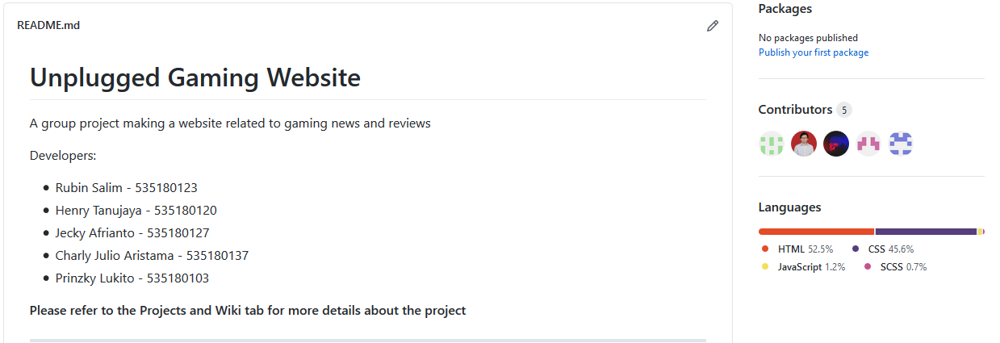 README.md
Unplugged Gaming Website
A group project making a website related to gaming news and reviews
Developers:
Rubin Salim - 535180123
Henry Tanujaya - 535180120
Jecky Afrianto - 535180127
Charly Julio Aristama - 535180137
Prinzky Lukito - 535180103
Please refer to the Projects and Wiki tab for more details about the project
Packages
No packages published
Publish your first package
Contributors 5
Languages
HTML 52.5% CSS 45.6%
JavaScript 1.2% SCSS 0.7%